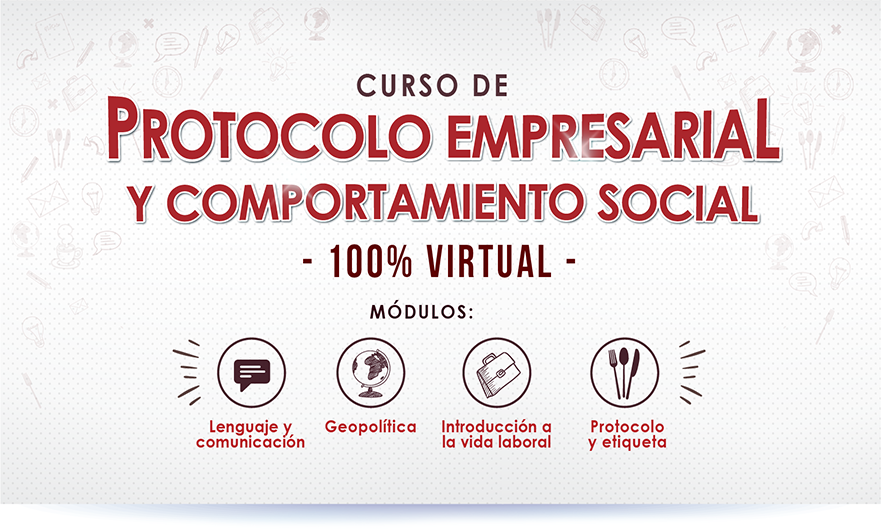 CURSO DE
PROTOCOLO EMPRESARIAL
Y COMPORTAMIENTO SOCIAL
- 100% VIRTUAL -
MÓDULOS:
Lenguaje y
comunicación
Geopolítica
Introducción a
la vida laboral
Protocolo
y etiqueta